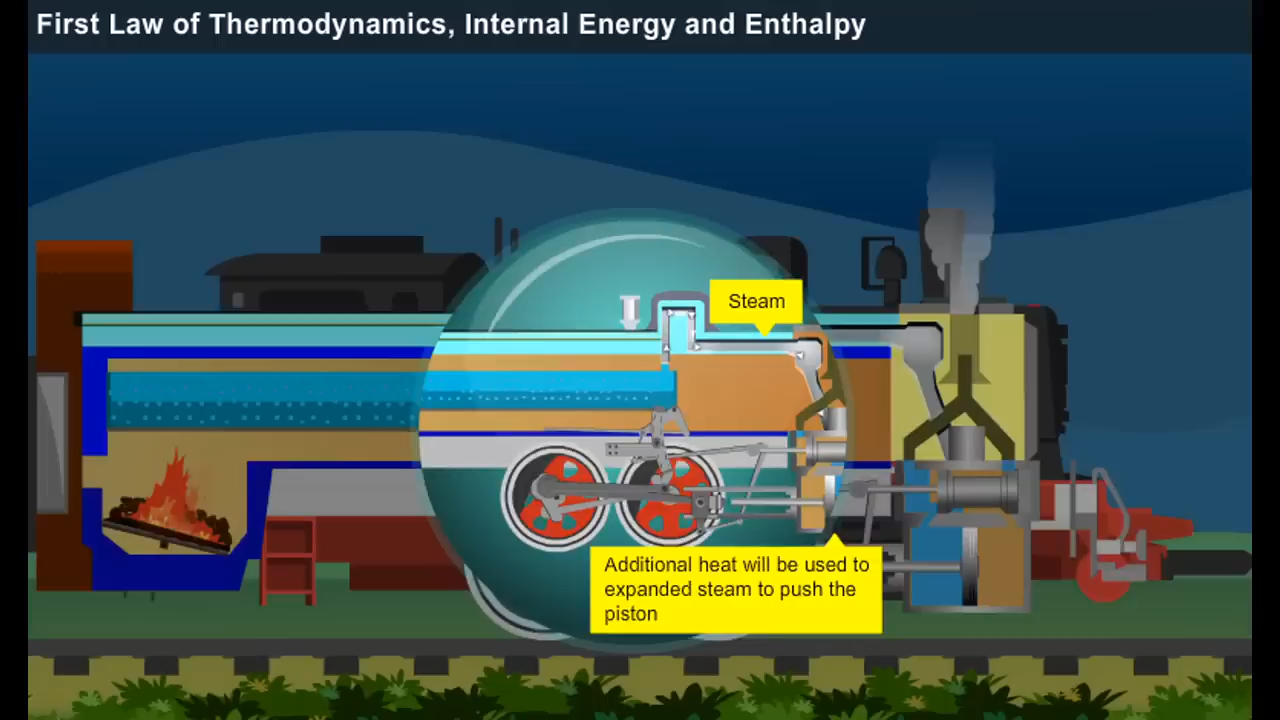 First Law of Thermodynamics, Internal Energy and Enthalpy
Steam
Additional heat will be used to
expanded steam to push the
piston